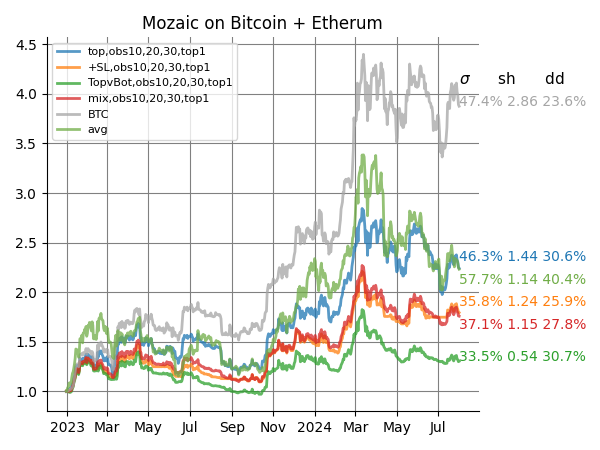 Mozaic on Bitcoin + Etherum
4.5
4.0
3.5
3.0
2.5
2.0
1.5
1.0
top,obs10,20,30,top1
+SL,obs10,20,30,top1
TopvBot,obs10,20,30,top1
mix,obs10,20,30,top1
BTC
avg
σ sh dd
47.4% 2.86 23.6%
46.3% 1.44 30.6%
57.7% 1.14 40.4%
35.8% 1.24 25.9%
37.1% 1.15 27.8%
33.5% 0.54 30.7%
2023 Mar May Jul Sep Nov 2024 Mar May Jul